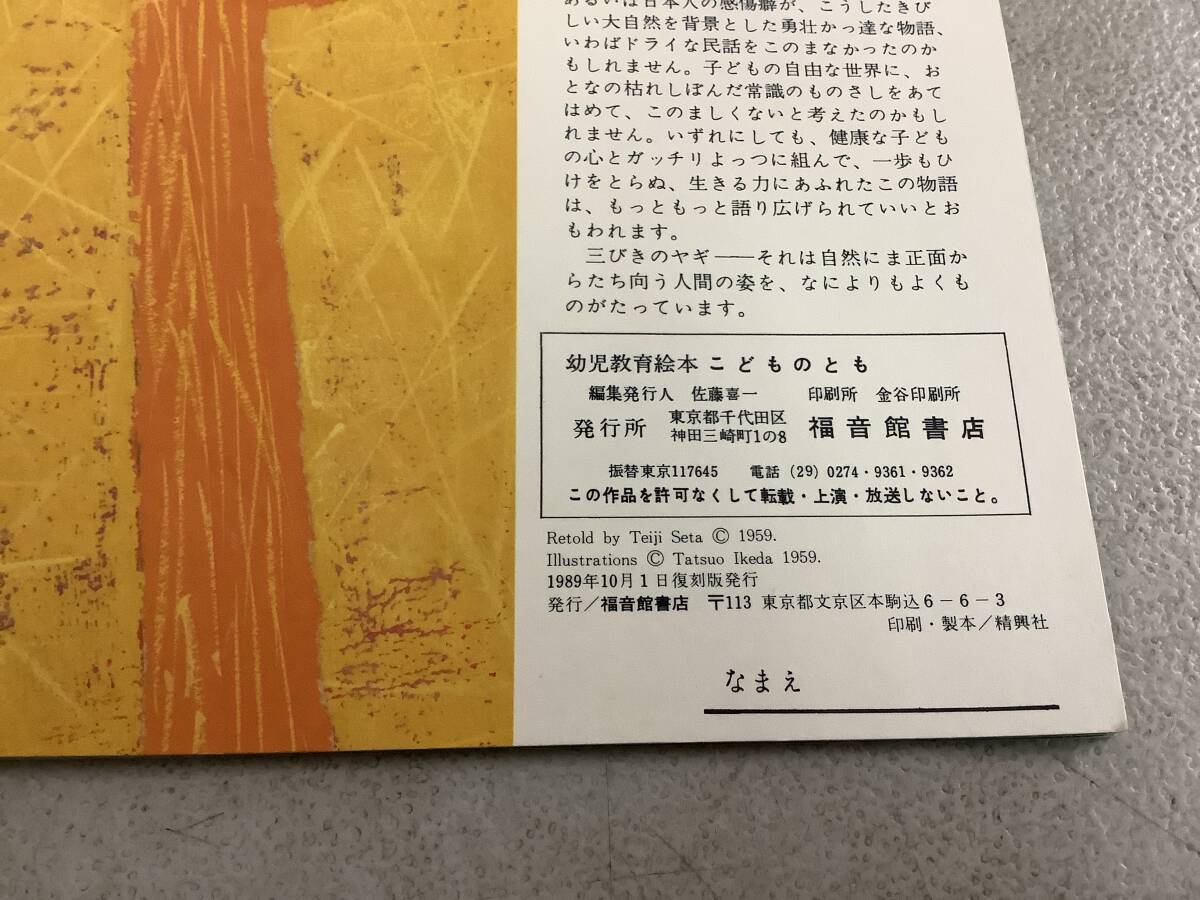 あるいは日本人の感傷癖が、こうしたきび
しい大自然を背景とした勇壮かっ達な物語、
いわばドライな民話をこのまなかったのか
もしれません。子どもの自由な世界に、お
となの枯れしぼんだ常識のものさしをあて
はめて、このましくないと考えたのかもし
れません。いずれにしても、健康な子ども
の心とガッチリよっつに組んで、一歩もひ
けをとらぬ、生きる力にあふれたこの物語
は、もっともっと語り広げられていいとお
もわれます。
三びきのヤギ——それは自然にま正面か
らたち向う人間の姿を、なによりもよくも
のがたっています。
幼児教育絵本 こどものとも
編集発行人 佐藤喜一 印刷所 金谷印刷所
発行所 東京都千代田区 神田三崎町1の8 福音館書店
振替東京117645 電話 (29) 0274・9361・9362
この作品を許可なくして転載・上演・放送しないこと。
Retold by Teiji Seta © 1959.
Illustrations © Tatsuo Ikeda 1959.
1989年10月1日復刻版発行
発行／福音館書店 〒113 東京都文京区本駒込6-6-3
印刷・製本／精興社
なまえ